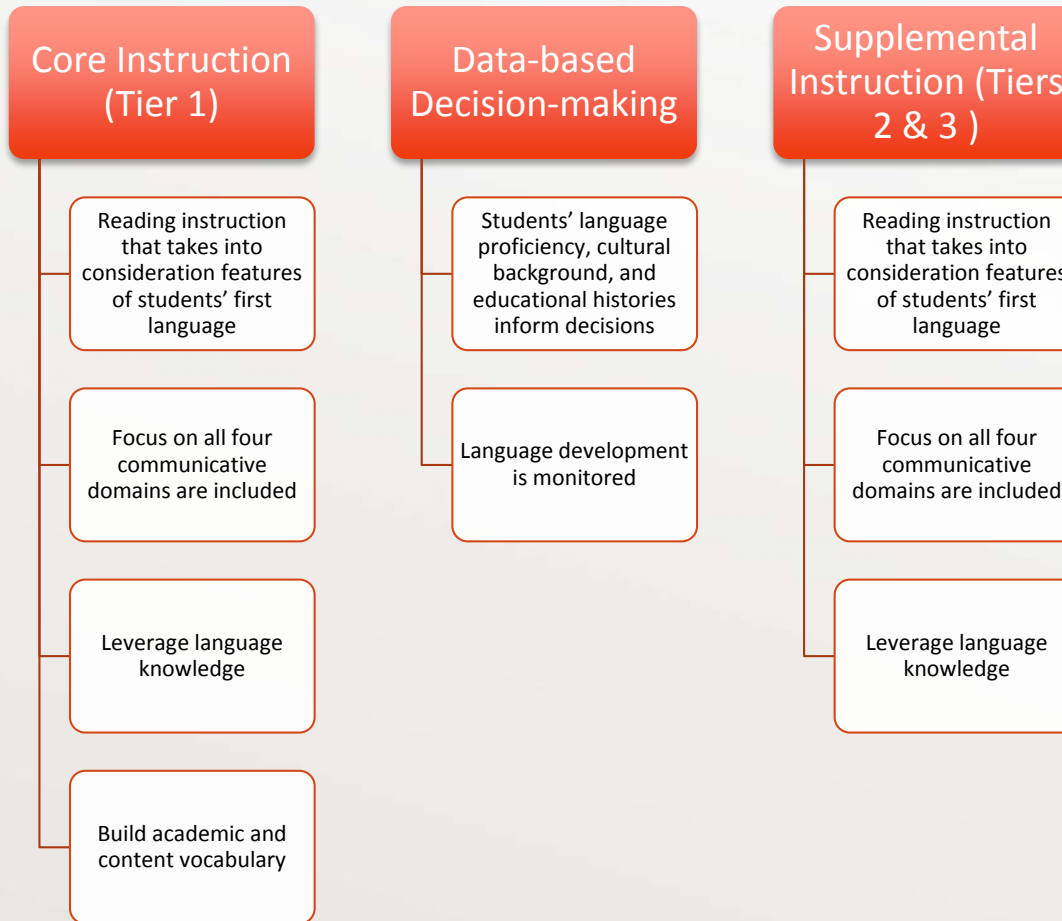 Core Instruction
(Tier 1)
Reading instruction
that takes into
consideration features
of students' first
language
Focus on all four
communicative
domains are included
Leverage language
knowledge
Build academic and
content vocabulary
Data-based
Decision-making
Students' language
proficiency, cultural
background, and
educational histories
inform decisions
Language development
is monitored
Supplemental
Instruction (Tiers
2 & 3 )
Reading instruction
that takes into
consideration features
of students' first
language
Focus on all four
communicative
domains are included
Leverage language
knowledge